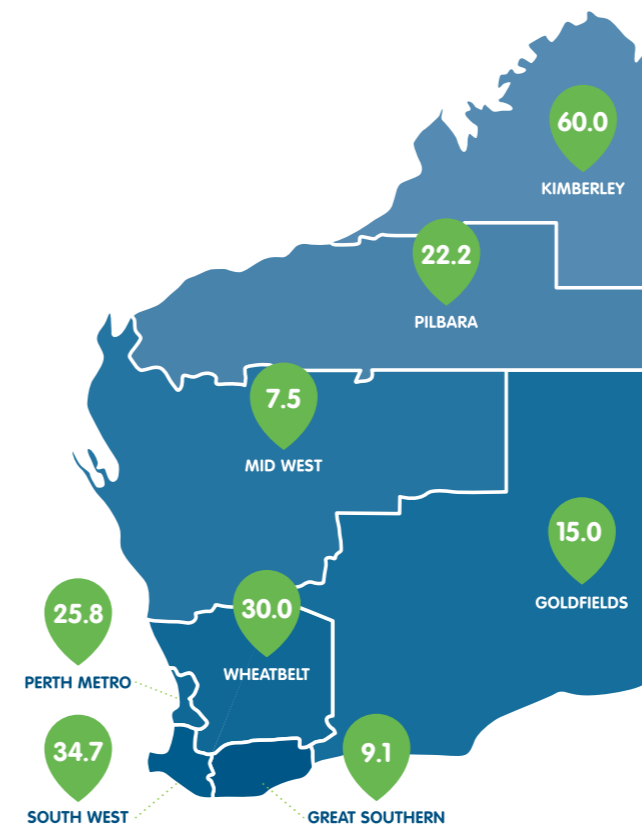 60.0
KIMBERLEY
22.2
PILBARA
7.5
MID WEST
15.0
GOLDFIELDS
25.8
PERTH METRO
30.0
WHEATBELT
34.7
SOUTH WEST
9.1
GREAT SOUTHERN